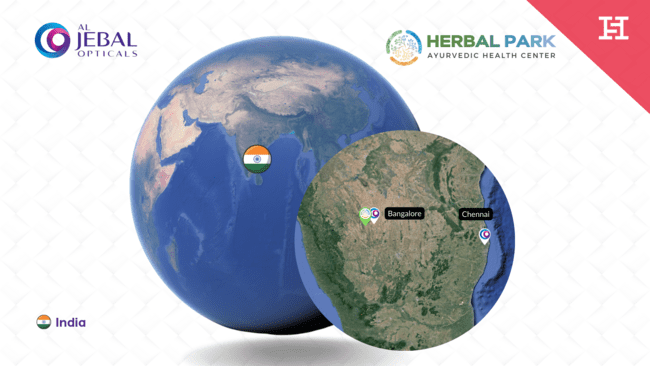 AL
JEBAL
OPTICALS
HERBAL PARK
AYURVEDIC HEALTH CENTER
Bangalore
Chennai
India